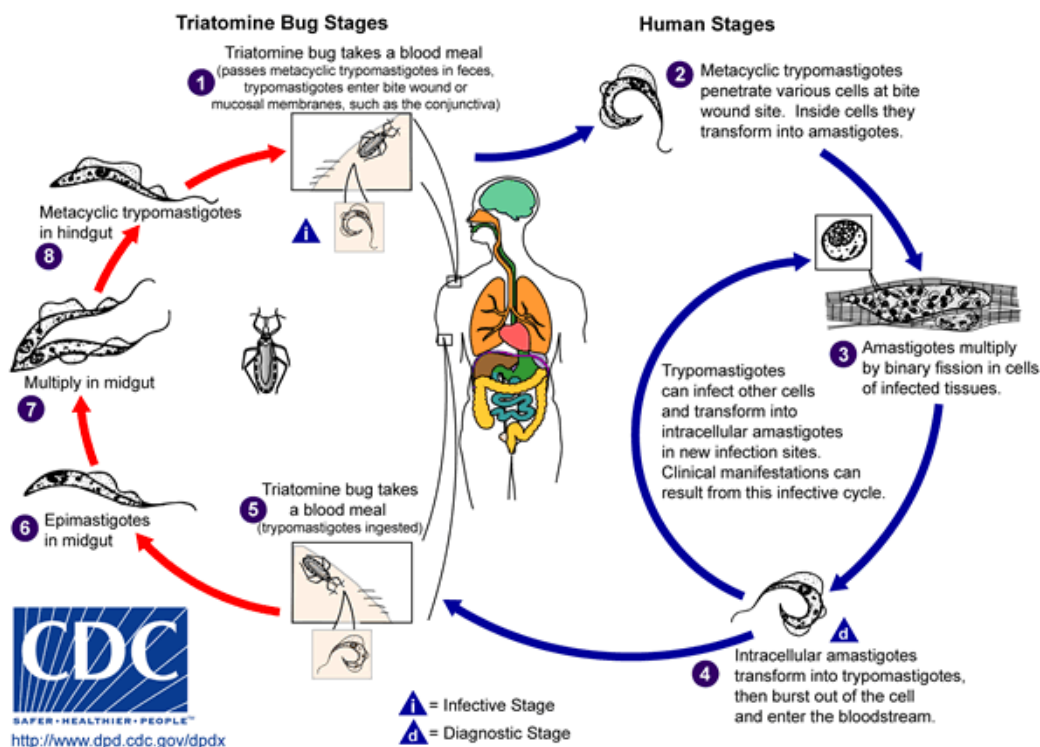 Triatomine Bug Stages
Human Stages
1
Triatomine bug takes a blood meal
(passes metacyclic trypomastigotes in feces,
trypomastigotes enter bite wound or
mucosal membranes, such as the conjunctiva)
i
2
Metacyclic trypomastigotes
penetrate various cells at bite
wound site. Inside cells they
transform into amastigotes.
3
Amastigotes multiply
by binary fission in cells
of infected tissues.
Trypomastigotes
can infect other cells
and transform into
intracellular amastigotes
in new infection sites.
Clinical manifestations can
result from this infective cycle.
d
4
Intracellular amastigotes
transform into trypomastigotes,
then burst out of the cell
and enter the bloodstream.
5
Triatomine bug takes
a blood meal
(trypomastigotes ingested)
6
Epimastigotes
in midgut
Multiply in midgut
7
Metacyclic trypomastigotes
in hindgut
8
i = Infective Stage
d = Diagnostic Stage
CDC
SAFER•HEALTHIER•PEOPLE™
http://www.dpd.cdc.gov/dpdx